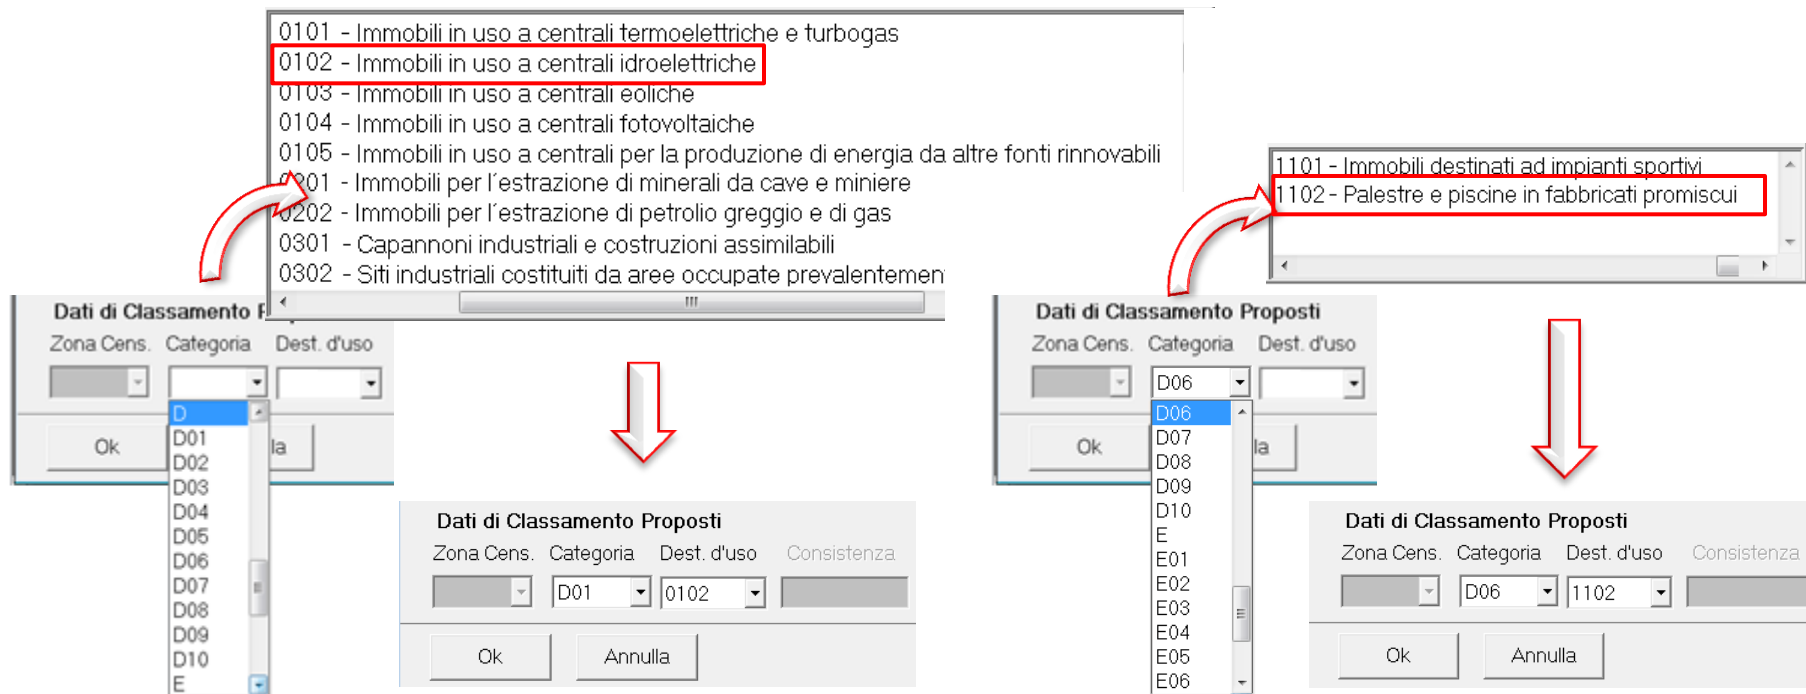 0101 - Immobili in uso a centrali termoelettriche e turbogas
0102 - Immobili in uso a centrali idroelettriche
0103 - Immobili in uso a centrali eoliche
0104 - Immobili in uso a centrali fotovoltaiche
0105 - Immobili in uso a centrali per la produzione di energia da altre fonti rinnovabili
0201 - Immobili per l´estrazione di minerali da cave e miniere
0202 - Immobili per l´estrazione di petrolio greggio e di gas
0301 - Capannoni industriali e costruzioni assimilabili
0302 - Siti industriali costituiti da aree occupate prevalentemen
Dati di Classamento P
Zona Cens. Categoria Dest. d'uso
D
D01
D02
D03
D04
D05
D06
D07
D08
D09
D10
E
Ok
la
Dati di Classamento Proposti
Zona Cens. Categoria Dest. d'uso Consistenza
D01 0102
Ok Annulla
1101 - Immobili destinati ad impianti sportivi
1102 - Palestre e piscine in fabbricati promiscui
Dati di Classamento Proposti
Zona Cens. Categoria Dest. d'uso
D06
D06
D07
D08
D09
D10
E
E01
E02
E03
E04
E05
E06
Ok
la
Dati di Classamento Proposti
Zona Cens. Categoria Dest. d'uso Consistenza
D06 1102
Ok Annulla